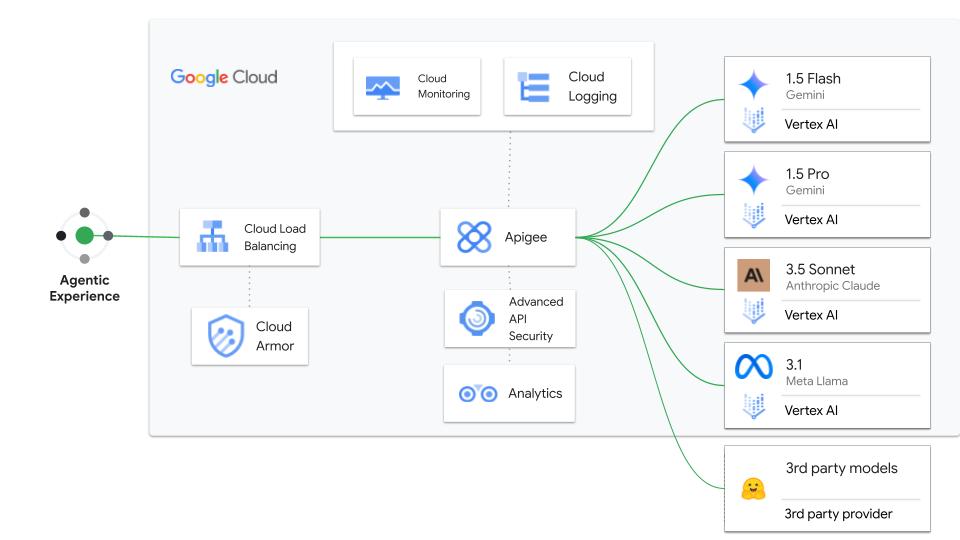 Google Cloud
Cloud
Monitoring
Cloud
Logging
Agentic
Experience
Cloud Load
Balancing
Cloud
Armor
Apigee
Advanced
API
Security
Analytics
1.5 Flash
Gemini
Vertex AI
1.5 Pro
Gemini
Vertex AI
3.5 Sonnet
Anthropic Claude
Vertex AI
3.1
Meta Llama
Vertex AI
3rd party models
3rd party provider